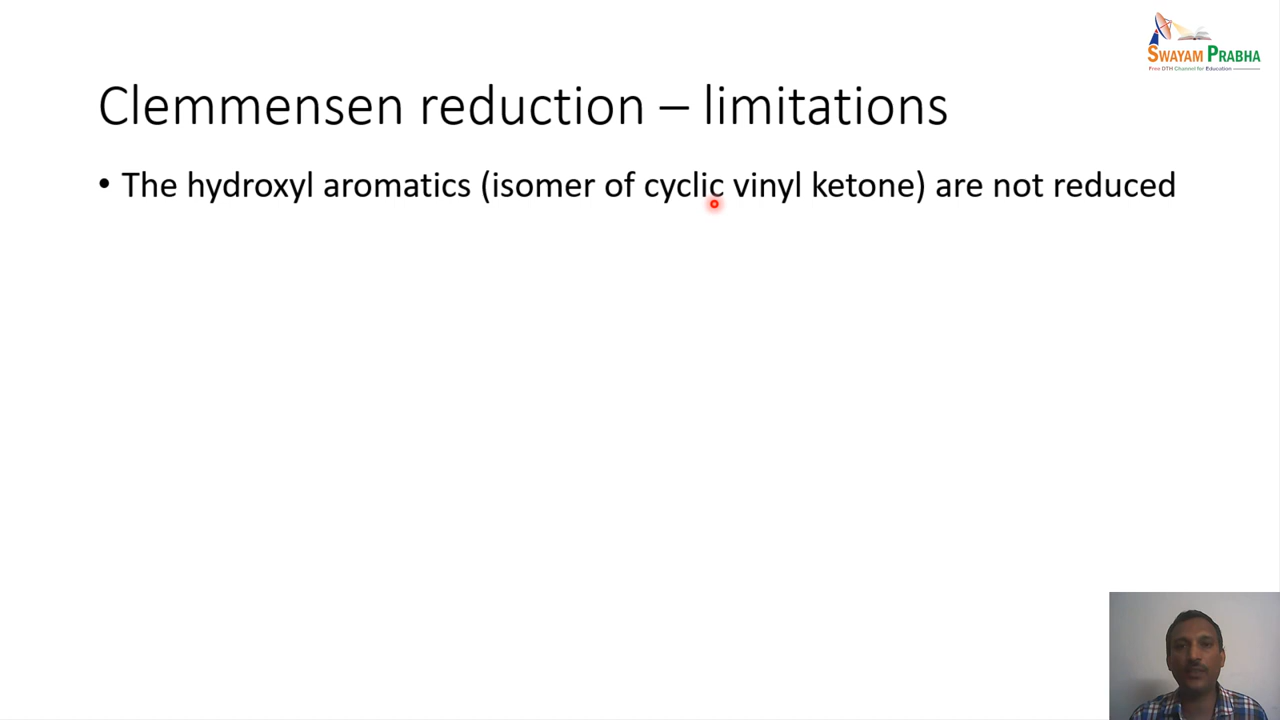 SWAYAM PRABHA
Free DTH Channel for Education
Clemmensen reduction – limitations
• The hydroxyl aromatics (isomer of cyclic vinyl ketone) are not reduced